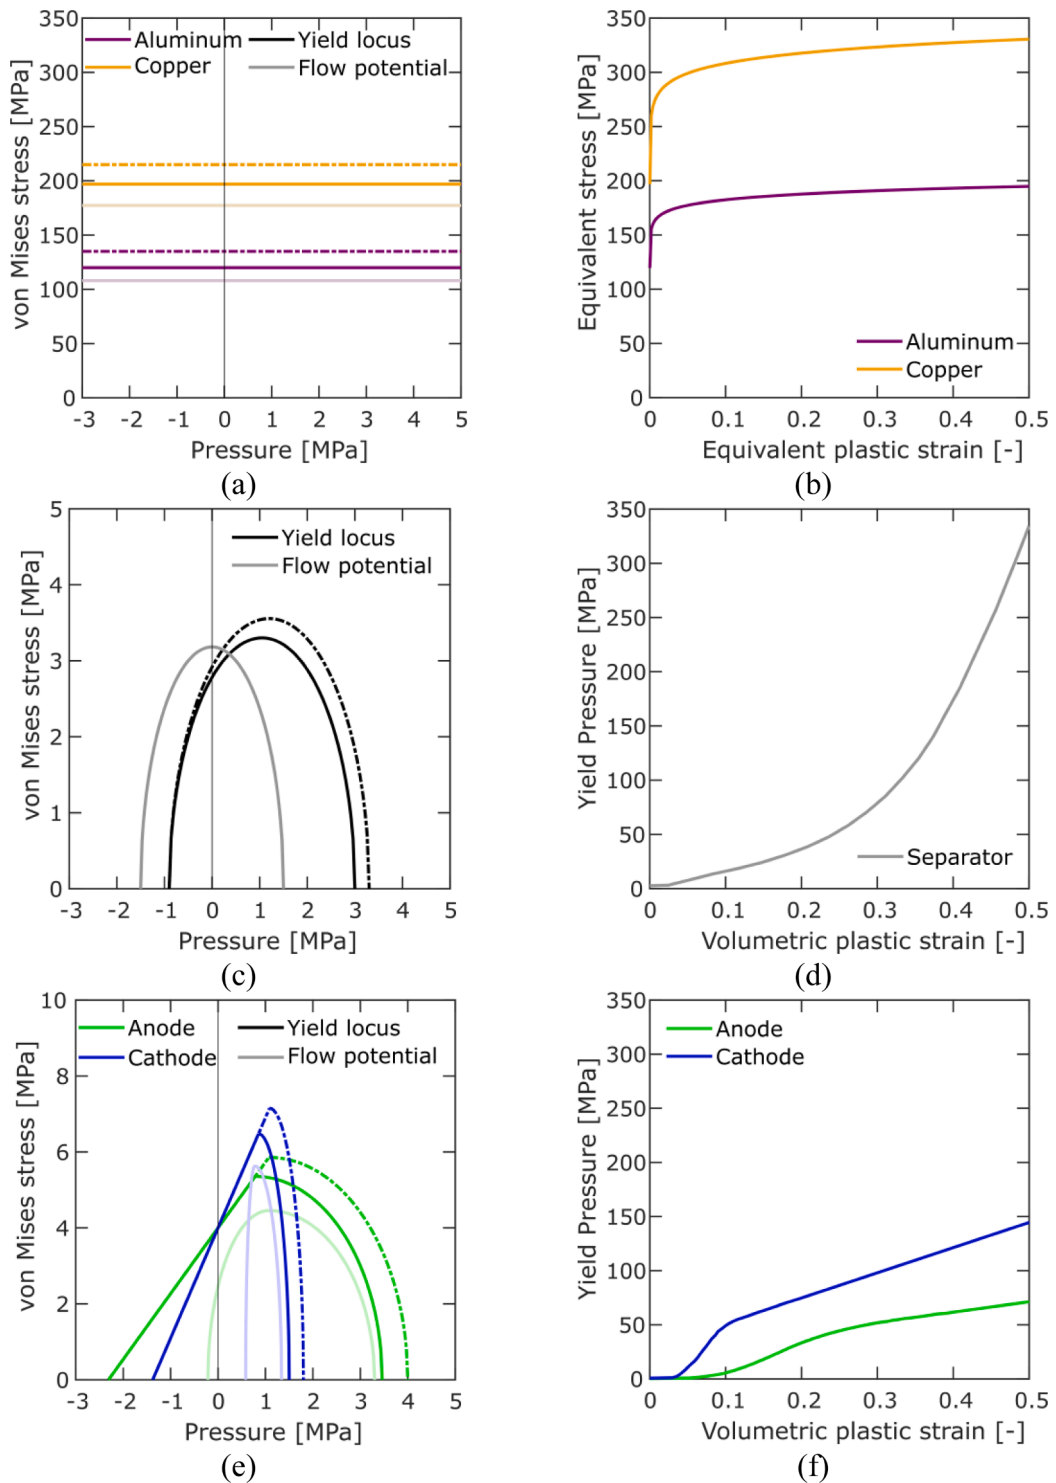 350
300
250
200
150
100
50
0
von Mises stress [MPa]
Aluminum
Copper
Yield locus
Flow potential
-3 -2 -1 0 1 2 3 4 5
Pressure [MPa]
(a)
350
300
250
200
150
100
50
0
Equivalent stress [MPa]
Aluminum
Copper
0 0.1 0.2 0.3 0.4 0.5
Equivalent plastic strain [-]
(b)
5
4
3
2
1
0
von Mises stress [MPa]
Yield locus
Flow potential
-3 -2 -1 0 1 2 3 4 5
Pressure [MPa]
(c)
350
300
250
200
150
100
50
0
Yield Pressure [MPa]
Separator
0 0.1 0.2 0.3 0.4 0.5
Volumetric plastic strain [-]
(d)
10
8
6
4
2
0
von Mises stress [MPa]
Anode
Cathode
Yield locus
Flow potential
-3 -2 -1 0 1 2 3 4 5
Pressure [MPa]
(e)
350
300
250
200
150
100
50
0
Yield Pressure [MPa]
Anode
Cathode
0 0.1 0.2 0.3 0.4 0.5
Volumetric plastic strain [-]
(f)